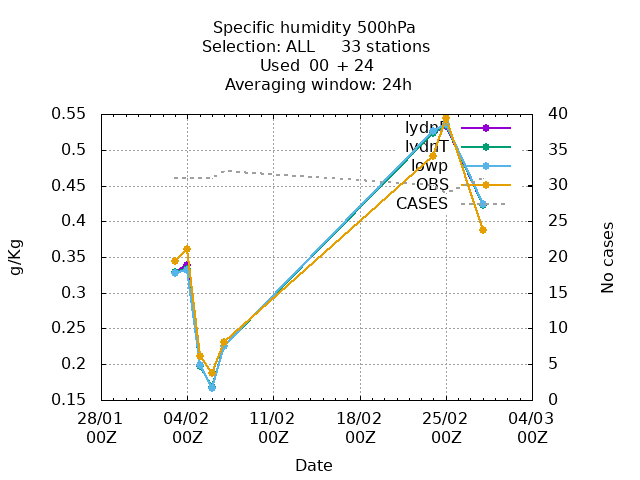 Specific humidity 500hPa
Selection: ALL 33 stations
Used 00 + 24
Averaging window: 24h
0.55
0.5
0.45
0.4
0.35
0.3
0.25
0.2
0.15
g/Kg
40
35
30
25
20
15
10
5
0
No cases
lowp
OBS
CASES
28/01 04/02 11/02 18/02 25/02 04/03
00Z 00Z 00Z 00Z 00Z 00Z
Date